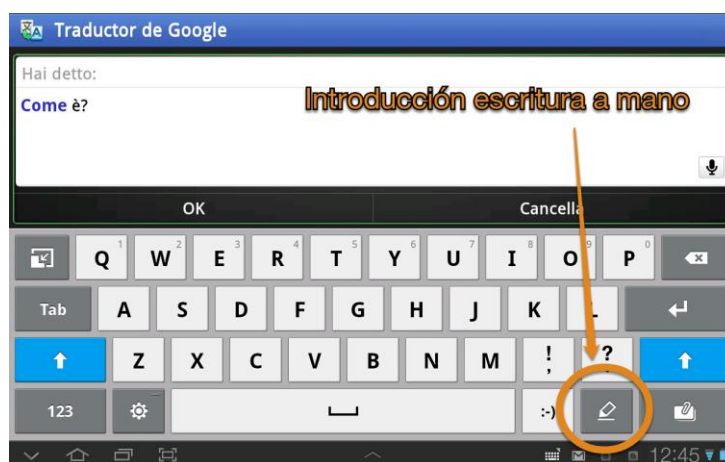 Traductor de Google
Hai detto:
Come è?
Introducción escritura a mano
OK Cancella
Q 1 W 2 E 3 R 4 T 5 Y 6 U 7 I 8 O 9 P 0
Tab A S D F G H J K L
Z X C V B N M ! , ? .
123 :-)
12:45